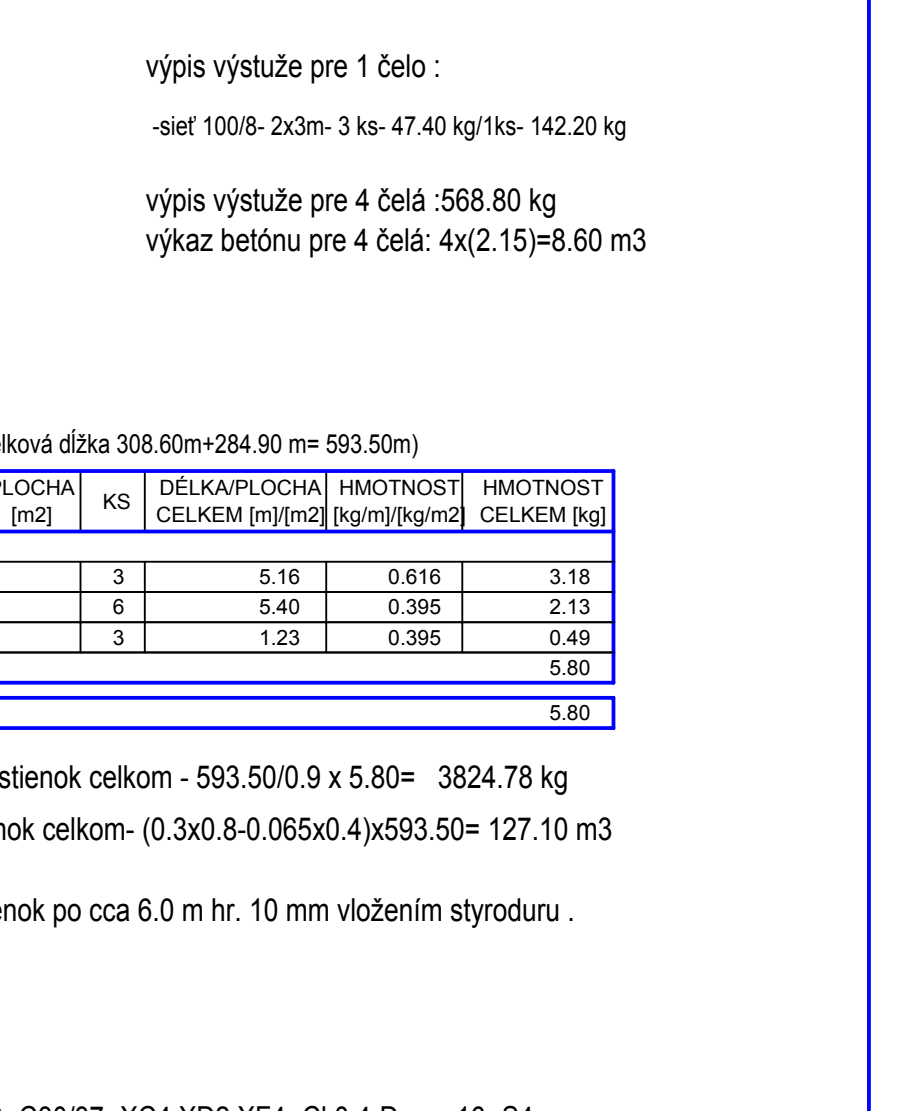 výpis výstuže pre 1 čelo :
-sieť 100/8- 2x3m- 3 ks- 47.40 kg/1ks- 142.20 kg
výpis výstuže pre 4 čelá :568.80 kg
výkaz betónu pre 4 čelá: 4x(2.15)=8.60 m3
elková dĺžka 308.60m+284.90 m= 593.50m)
PLOCHA [m2] KS DÉLKA/PLOCHA CELKEM [m]/[m2] HMOTNOST [kg/m]/[kg/m2] HMOTNOST CELKEM [kg]
3 5.16 0.616 3.18
6 5.40 0.395 2.13
3 1.23 0.395 0.49
5.80
5.80
stienok celkom - 593.50/0.9 x 5.80= 3824.78 kg
nok celkom- (0.3x0.8-0.065x0.4)x593.50= 127.10 m3
enok po cca 6.0 m hr. 10 mm vložením styroduru .